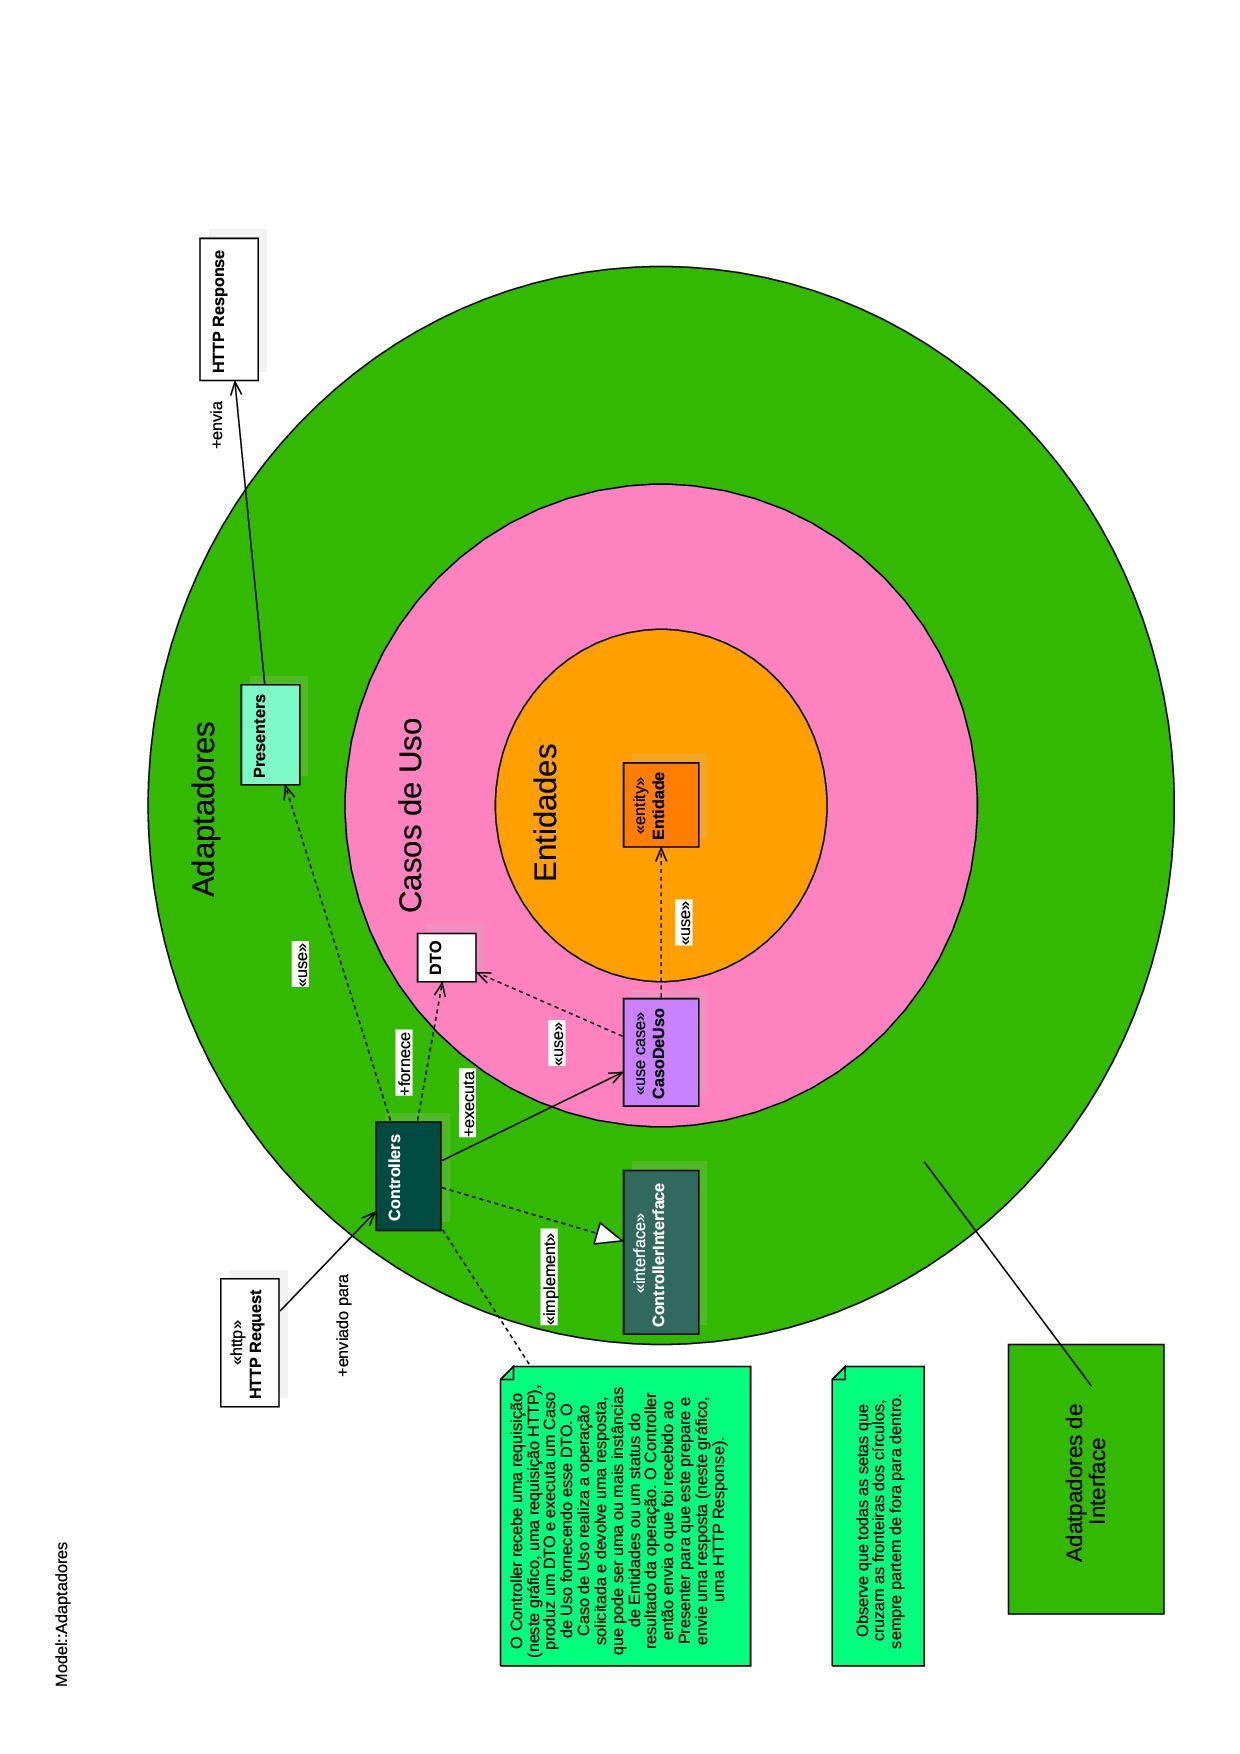 Model::Adaptadores
Adaptadores
+envia
HTTP Response
«http»
HTTP Request
Presenters
«use»
+enviado para
Controllers
+fornece
Casos de Uso
DTO
+executa
O Controller recebe uma requisição
(neste gráfico, uma requisição HTTP),
produz um DTO e executa um Caso
de Uso fornecendo esse DTO. O
Caso de Uso realiza a operação
solicitada e devolve uma resposta,
que pode ser uma ou mais instâncias
de Entidades ou um status do
resultado da operação. O Controller
então envia o que foi recebido ao
Presenter para que este prepare e
envie uma resposta (neste gráfico,
uma HTTP Response).
«implement»
«use»
Entidades
«interface»
ControllerInterface
«use case»
CasoDeUso
«entity»
Entidade
«use»
Observe que todas as setas que
cruzam as fronteiras dos círculos,
sempre partem de fora para dentro.
Adatpadores de
Interface